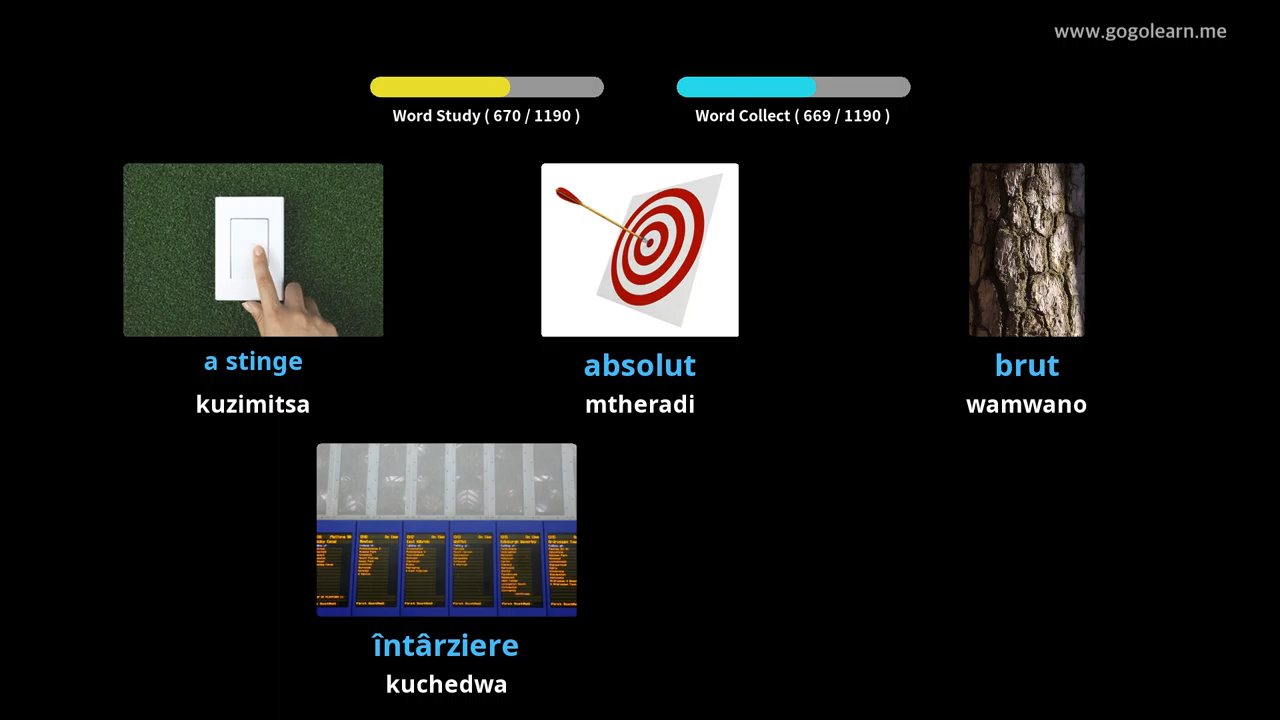 www.gogolearn.me
Word Study ( 670 / 1190 )
Word Collect ( 669 / 1190 )
a stinge
absolut
brut
kuzimitsa
mtheradi
wamwano
întârziere
kuchedwa